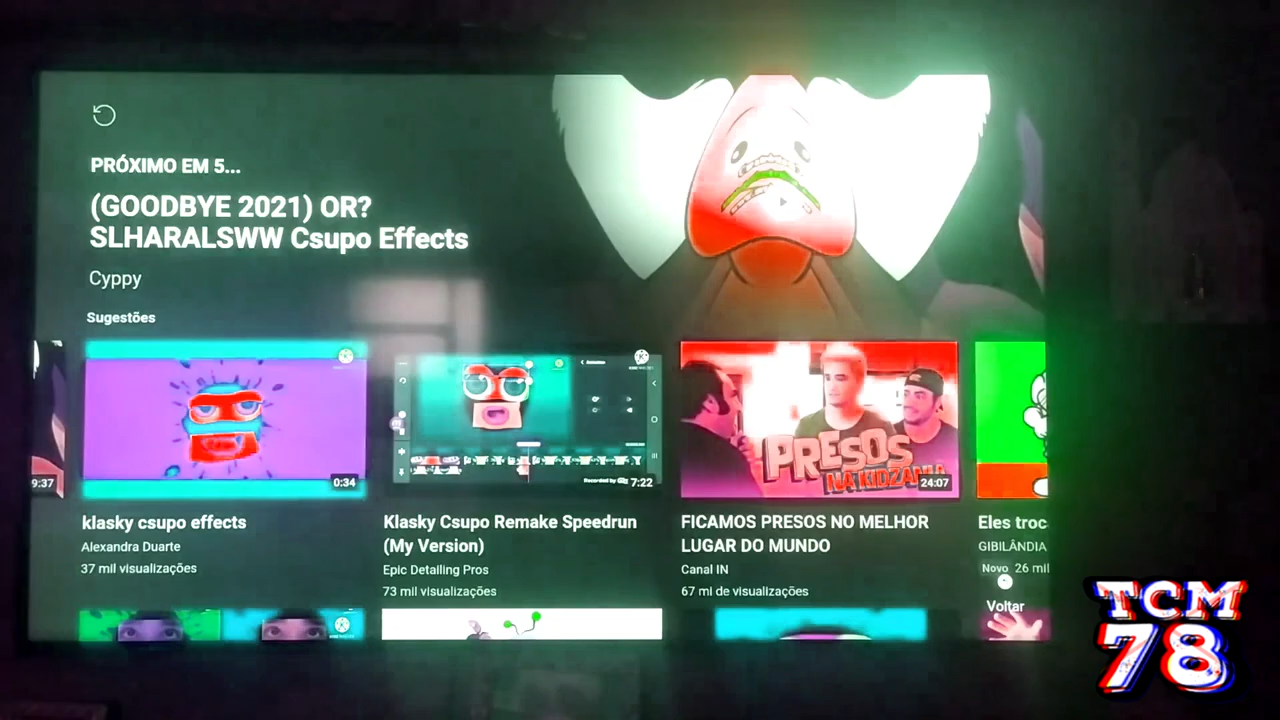 PRÓXIMO EM 5...
(GOODBYE 2021) OR?
SLHARALSWW Csupo Effects
Cyppy
Sugestões
9:37
0:34
Recorded by
7:22
PRESOS
NA KIDZANIA
24:07
klasky csupo effects
Alexandra Duarte
37 mil visualizações
Klasky Csupo Remake Speedrun
(My Version)
Epic Detailing Pros
73 mil visualizações
FICAMOS PRESOS NO MELHOR
LUGAR DO MUNDO
Canal IN
67 mi de visualizações
Eles troc
GIBILÂNDIA
Novo 26 mil
Voltar
TCM
78